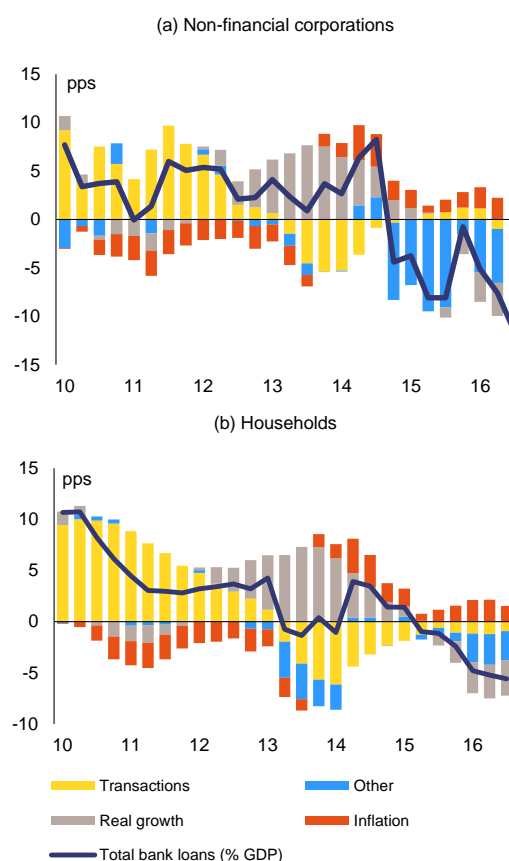 (a) Non-financial corporations
15
pps
10
5
0
-5
-10
-15
10 11 12 13 14 15 16
(b) Households
15
pps
10
5
0
-5
-10
10 11 12 13 14 15 16
Transactions Other
Real growth Inflation
Total bank loans (% GDP)